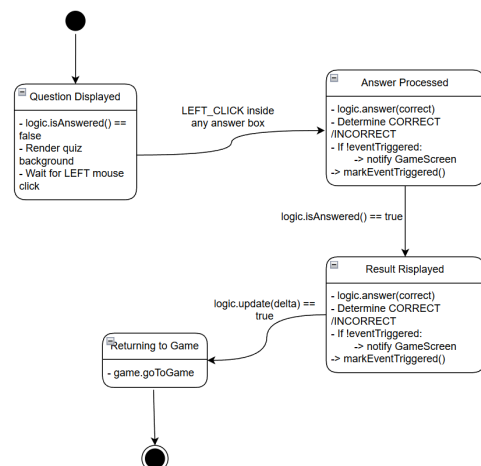 Question Displayed
- logic.isAnswered() ==
false
- Render quiz
background
- Wait for LEFT mouse
click
LEFT_CLICK inside
any answer box
Answer Processed
- logic.answer(correct)
- Determine CORRECT
/INCORRECT
- If !eventTriggered:
-> notify GameScreen
-> markEventTriggered()
logic.isAnswered() == true
Result Risplayed
- logic.answer(correct)
- Determine CORRECT
/INCORRECT
- If !eventTriggered:
-> notify GameScreen
-> markEventTriggered()
logic.update(delta) ==
true
Returning to Game
- game.goToGame